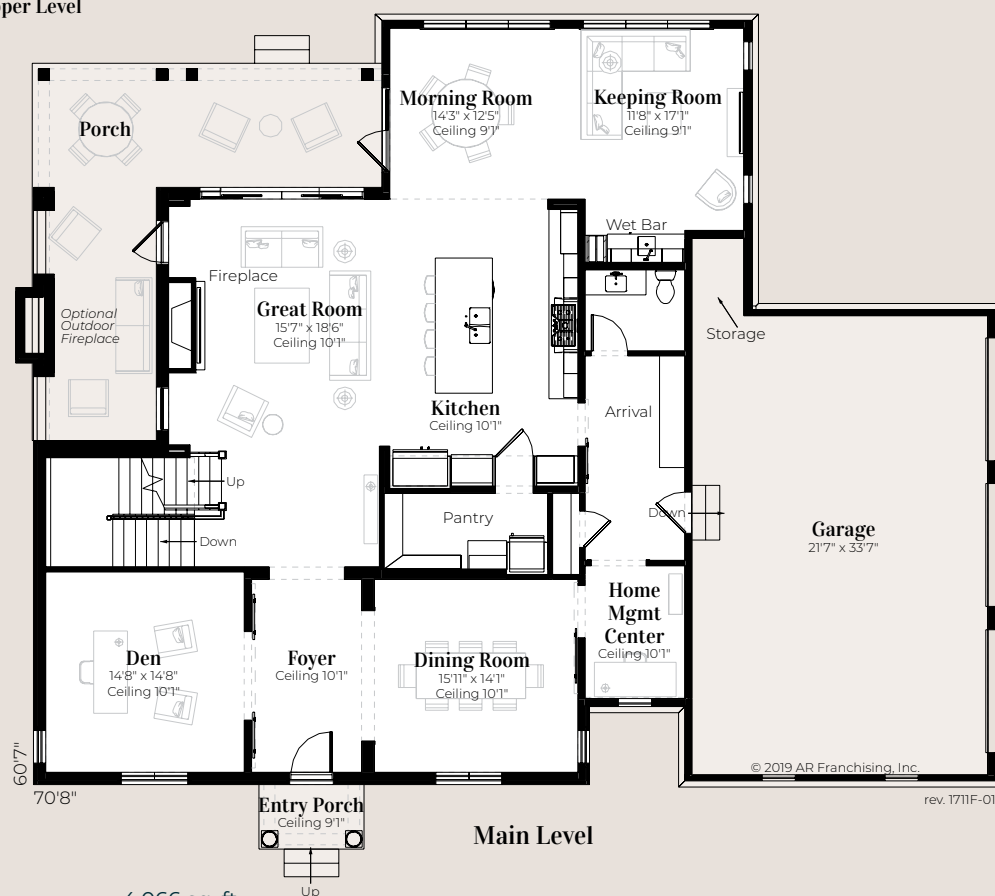 pper Level
Morning Room
14'3" x 12'5"
Ceiling 9'1"
Keeping Room
11'8" x 17'1"
Ceiling 9'1"
Porch
Wet Bar
Fireplace
Great Room
15'7" x 18'6"
Ceiling 10'1"
Optional
Outdoor
Fireplace
Storage
Kitchen
Ceiling 10'1"
Arrival
Up
Down
Pantry
Down
Garage
21'7" x 33'7"
Home
Mgmt
Center
Ceiling 10'1"
Den
14'8" x 14'8"
Ceiling 10'1"
Foyer
Ceiling 10'1"
Dining Room
15'11" x 14'1"
Ceiling 10'1"
60'7"
70'8"
© 2019 AR Franchising, Inc.
rev. 1711F-01
Entry Porch
Ceiling 9'1"
Main Level
Up